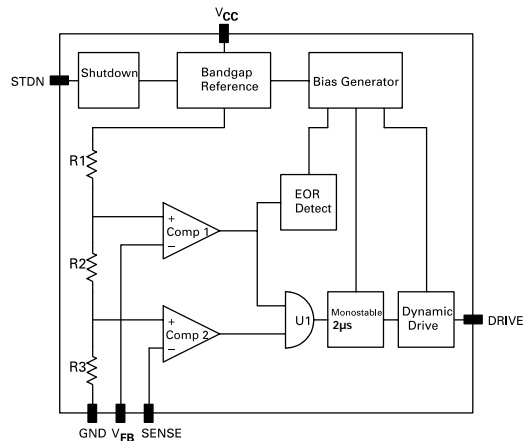 VCC
STDN
Shutdown
Bandgap
Reference
Bias Generator
R1
EOR
Detect
+
Comp 1
−
R2
U1
Monostable
2µs
Dynamic
Drive
DRIVE
+
Comp 2
−
R3
GND
VFB
SENSE